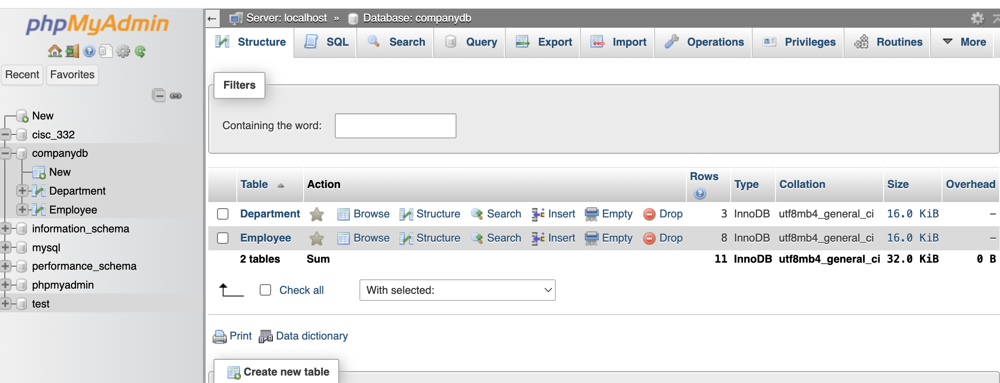 phpMyAdmin
Recent Favorites
New
cisc_332
companydb
New
Department
Employee
information_schema
mysql
performance_schema
phpmyadmin
test
Server: localhost » Database: companydb
Structure SQL Search Query Export Import Operations Privileges Routines More
Filters
Containing the word:
Table Action Rows Type Collation Size Overhead
Department Browse Structure Search Insert Empty Drop 3 InnoDB utf8mb4_general_ci 16.0 KiB –
Employee Browse Structure Search Insert Empty Drop 8 InnoDB utf8mb4_general_ci 16.0 KiB –
2 tables Sum 11 InnoDB utf8mb4_general_ci 32.0 KiB 0 B
Check all With selected:
Print Data dictionary
Create new table